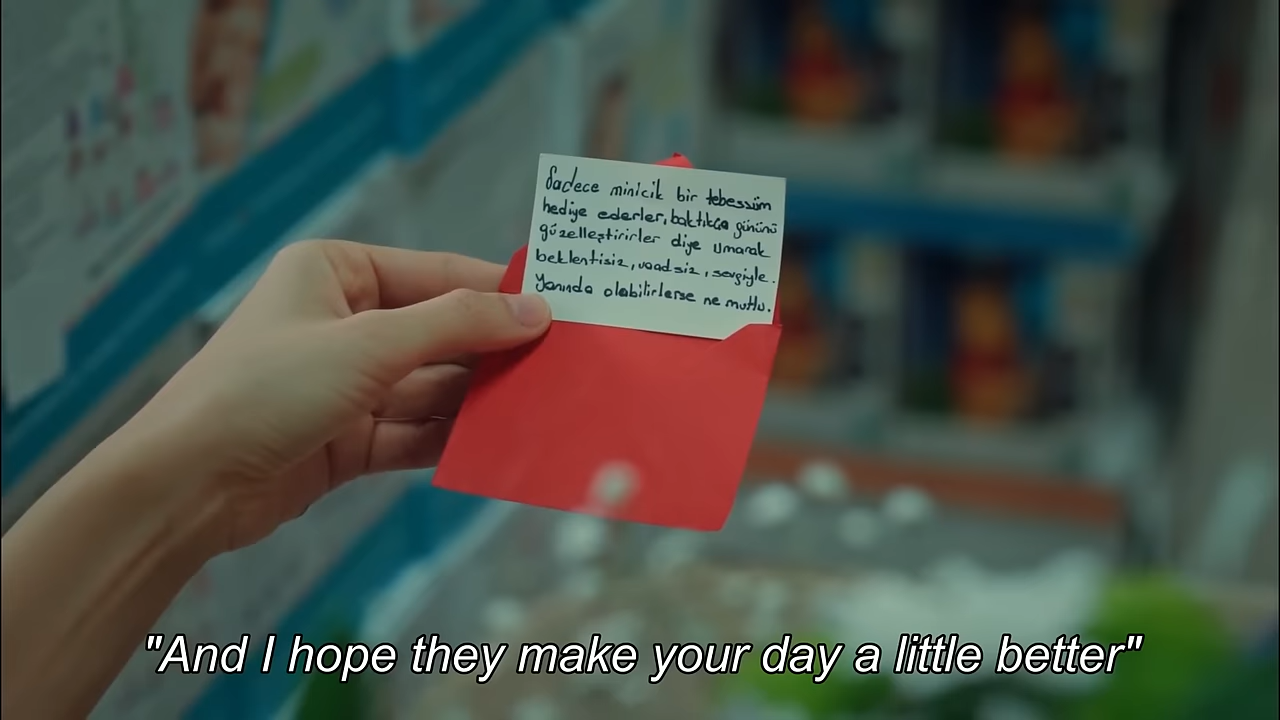 Sadece minicik bir tebessüm
hediye ederler, baktıkça gününü
güzelleştirirler diye umarak
beklentisiz, vaadsiz, sevgiyle.
Yanında olabilirlerse ne mutlu.
"And I hope they make your day a little better"